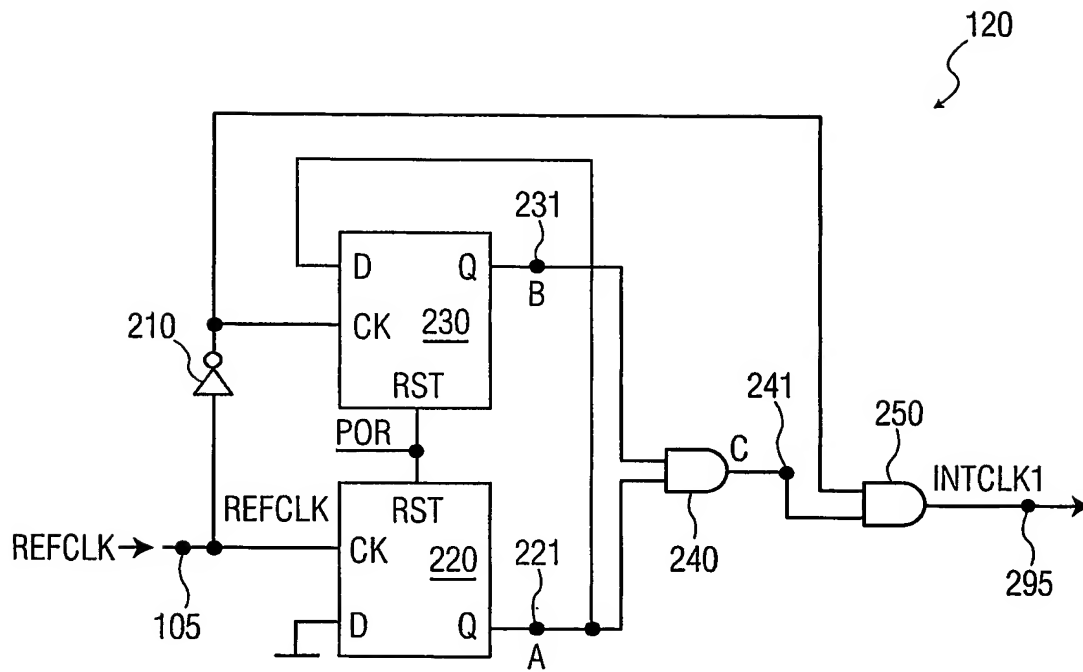 120
231
D
Q
B
210
CK
230
RST
241
250
POR
C
INTCLK1
REFCLK
RST
REFCLK
CK
220
221
240
295
105
D
Q
A